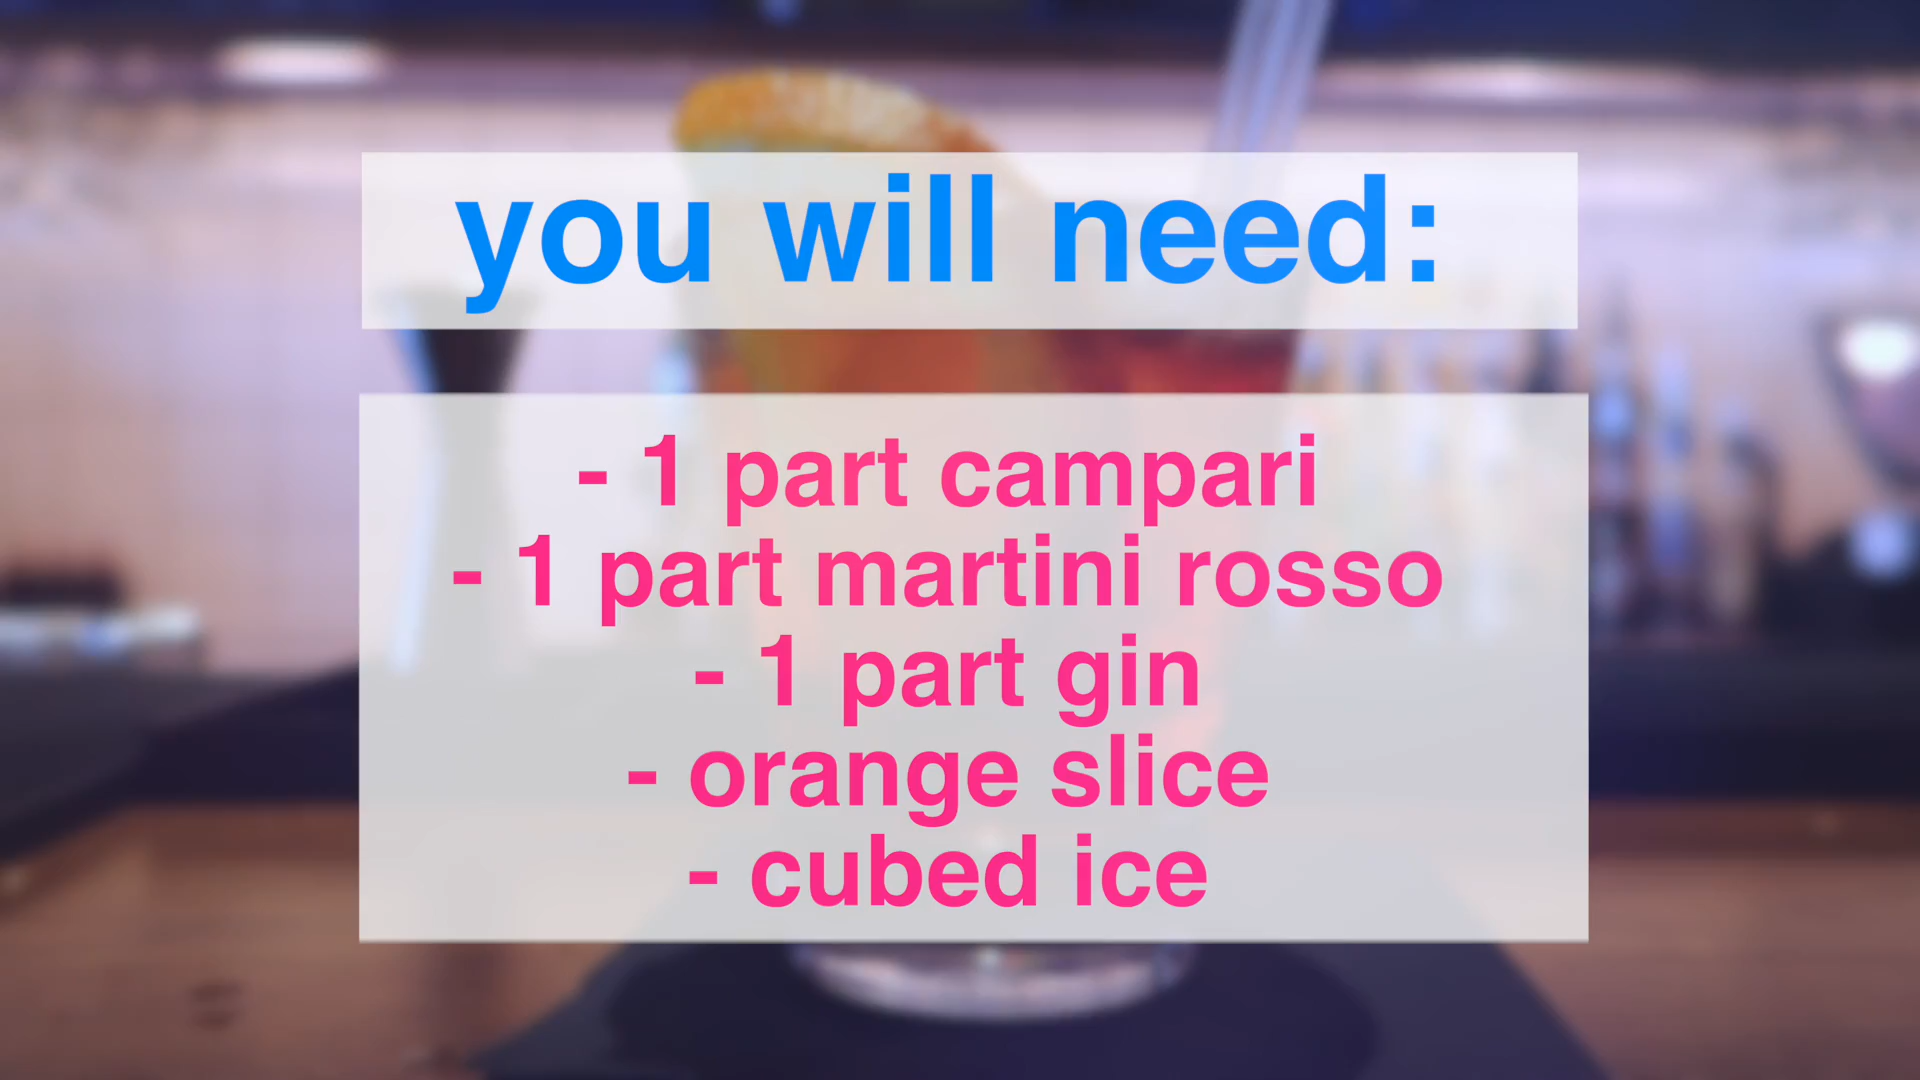 you will need:
- 1 part campari
- 1 part martini rosso
- 1 part gin
- orange slice
- cubed ice